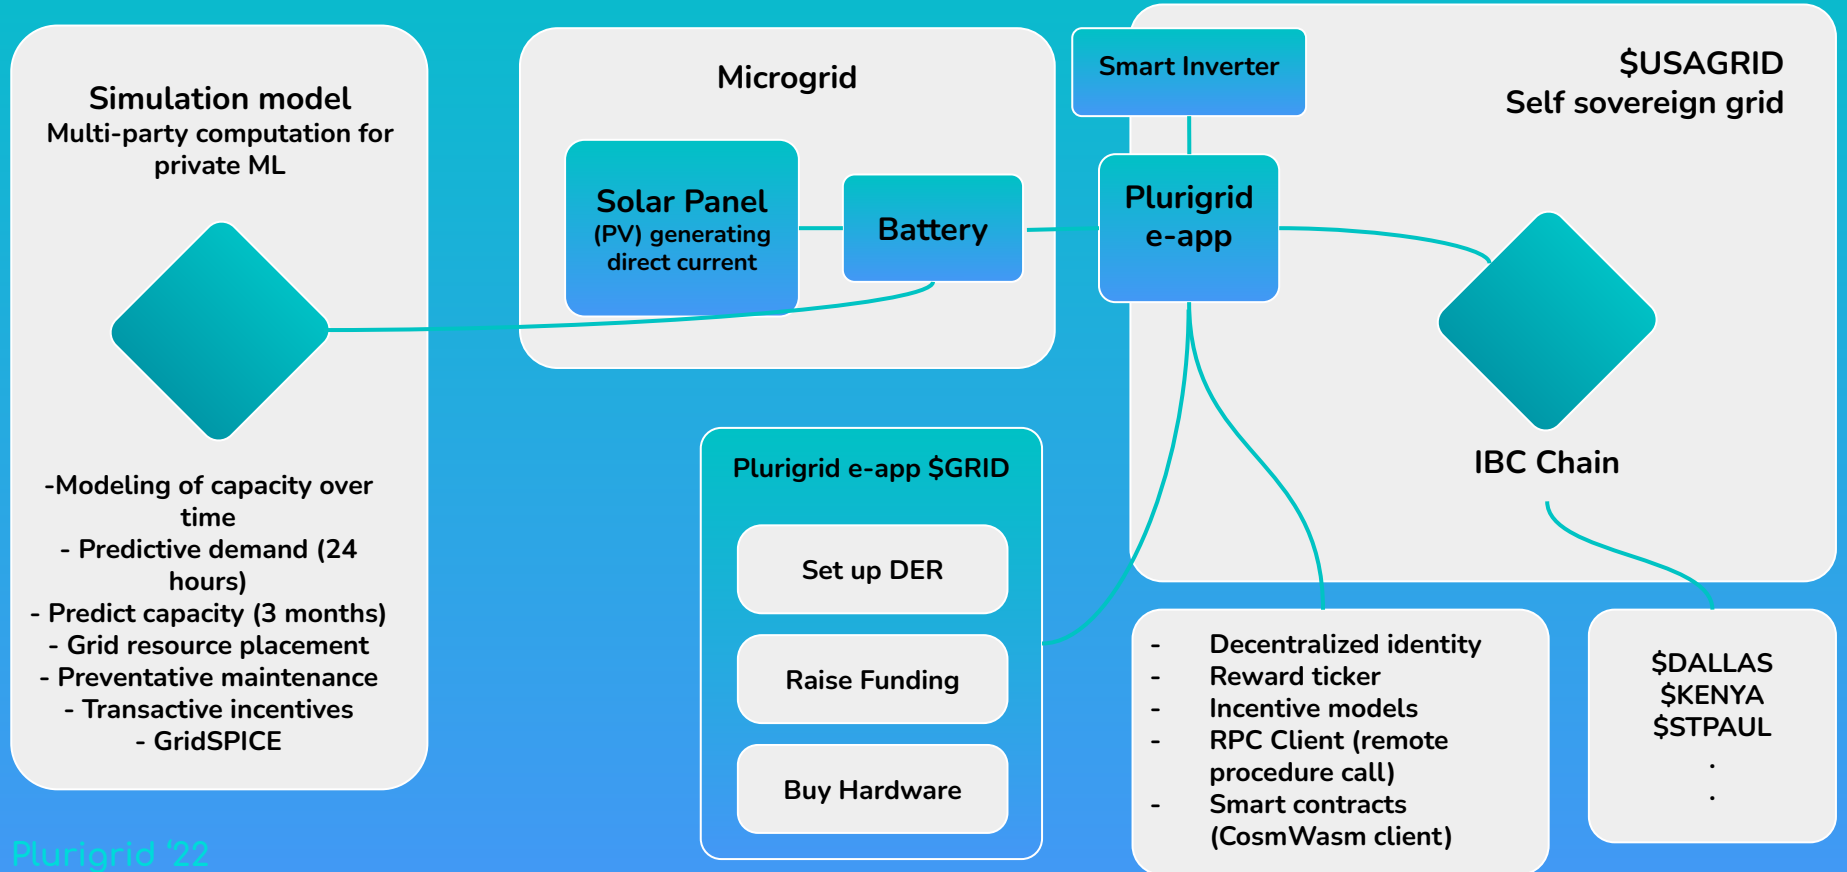 Simulation model
Multi-party computation for
private ML
-Modeling of capacity over
time
- Predictive demand (24
hours)
- Predict capacity (3 months)
- Grid resource placement
- Preventative maintenance
- Transactive incentives
- GridSPICE
Microgrid
Solar Panel
(PV) generating
direct current
Battery
Smart Inverter
Plurigrid
e-app
$USAGRID
Self sovereign grid
IBC Chain
Plurigrid e-app $GRID
Set up DER
Raise Funding
Buy Hardware
- Decentralized identity
- Reward ticker
- Incentive models
- RPC Client (remote
procedure call)
- Smart contracts
(CosmWasm client)
$DALLAS
$KENYA
$STPAUL
.
.
Plurigrid ‘22